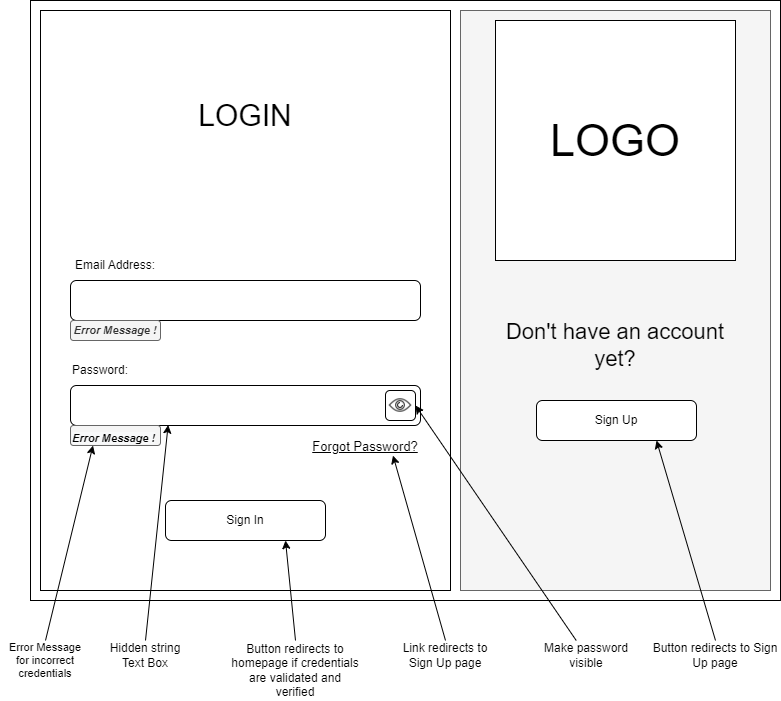 LOGIN
LOGO
Email Address:
Error Message !
Password:
Error Message !
Forgot Password?
Sign In
Don't have an account
yet?
Sign Up
Error Message
for incorrect
credentials
Hidden string
Text Box
Button redirects to
homepage if credentials
are validated and
verified
Link redirects to
Sign Up page
Make password
visible
Button redirects to Sign
Up page